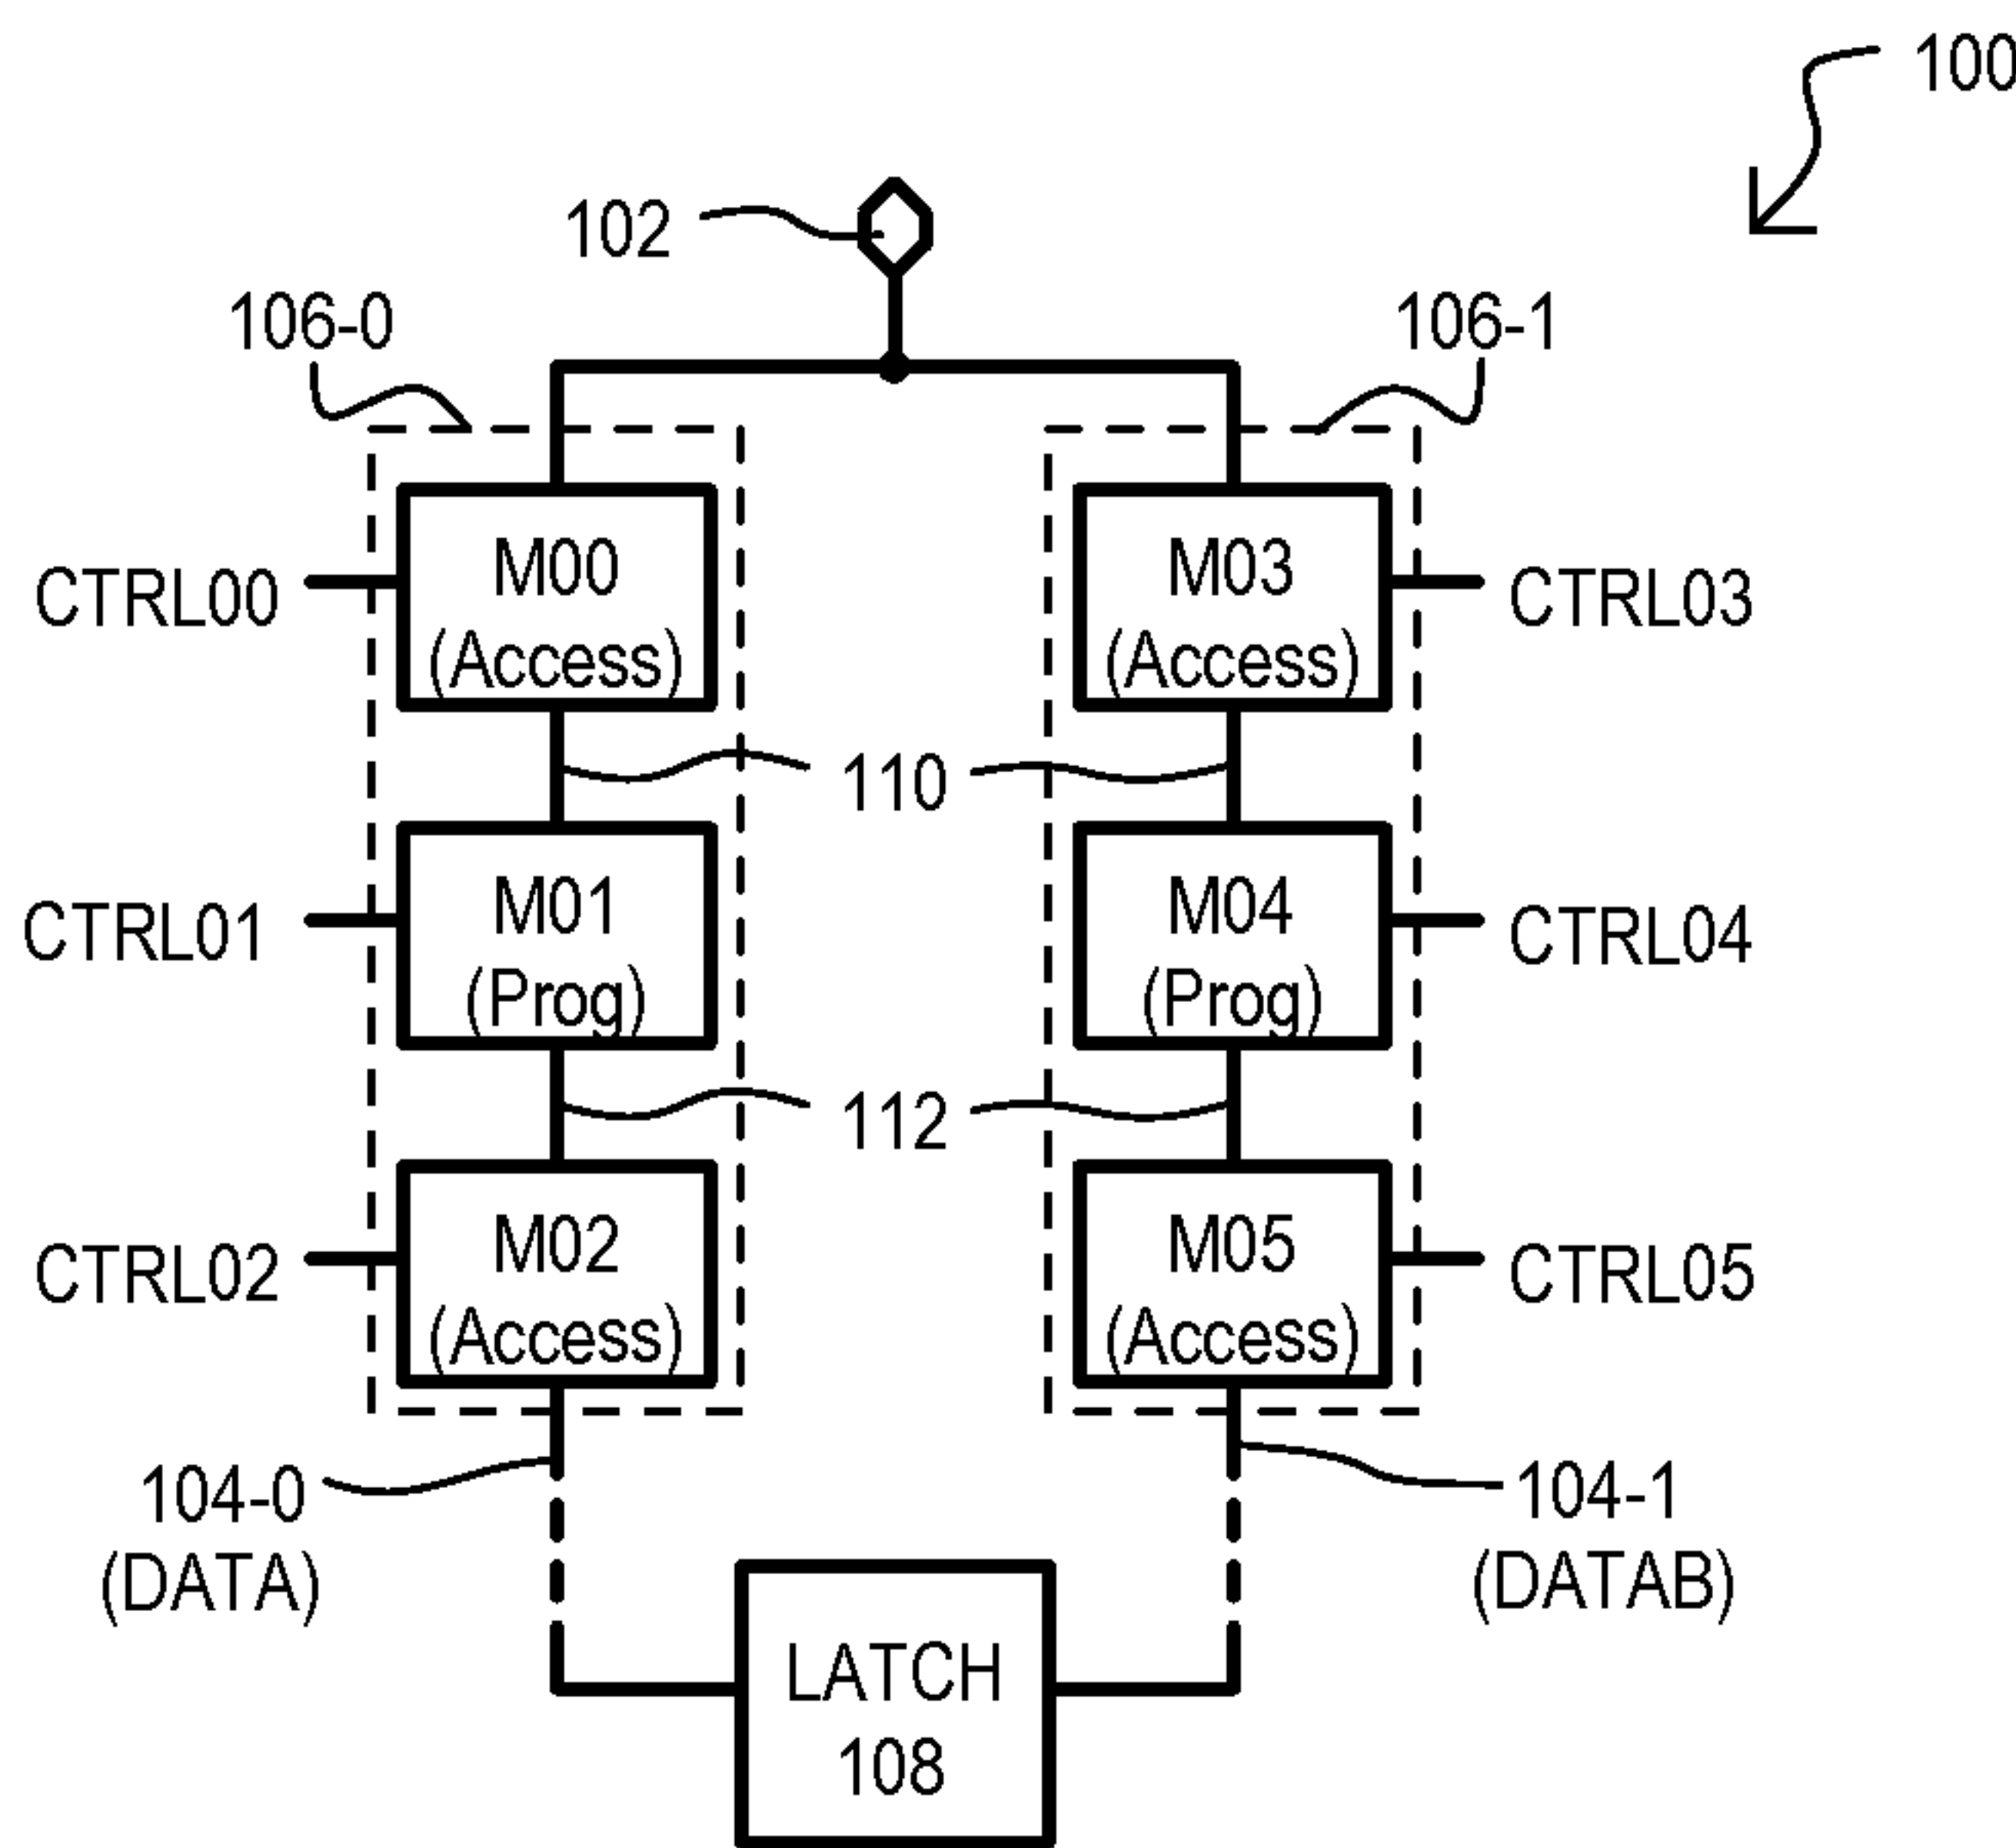 100
102
106-0
106-1
M00
(Access)
M03
(Access)
CTRL00
CTRL03
110
M01
(Prog)
M04
(Prog)
CTRL01
CTRL04
112
M02
(Access)
M05
(Access)
CTRL02
CTRL05
104-0
(DATA)
104-1
(DATAB)
LATCH
108